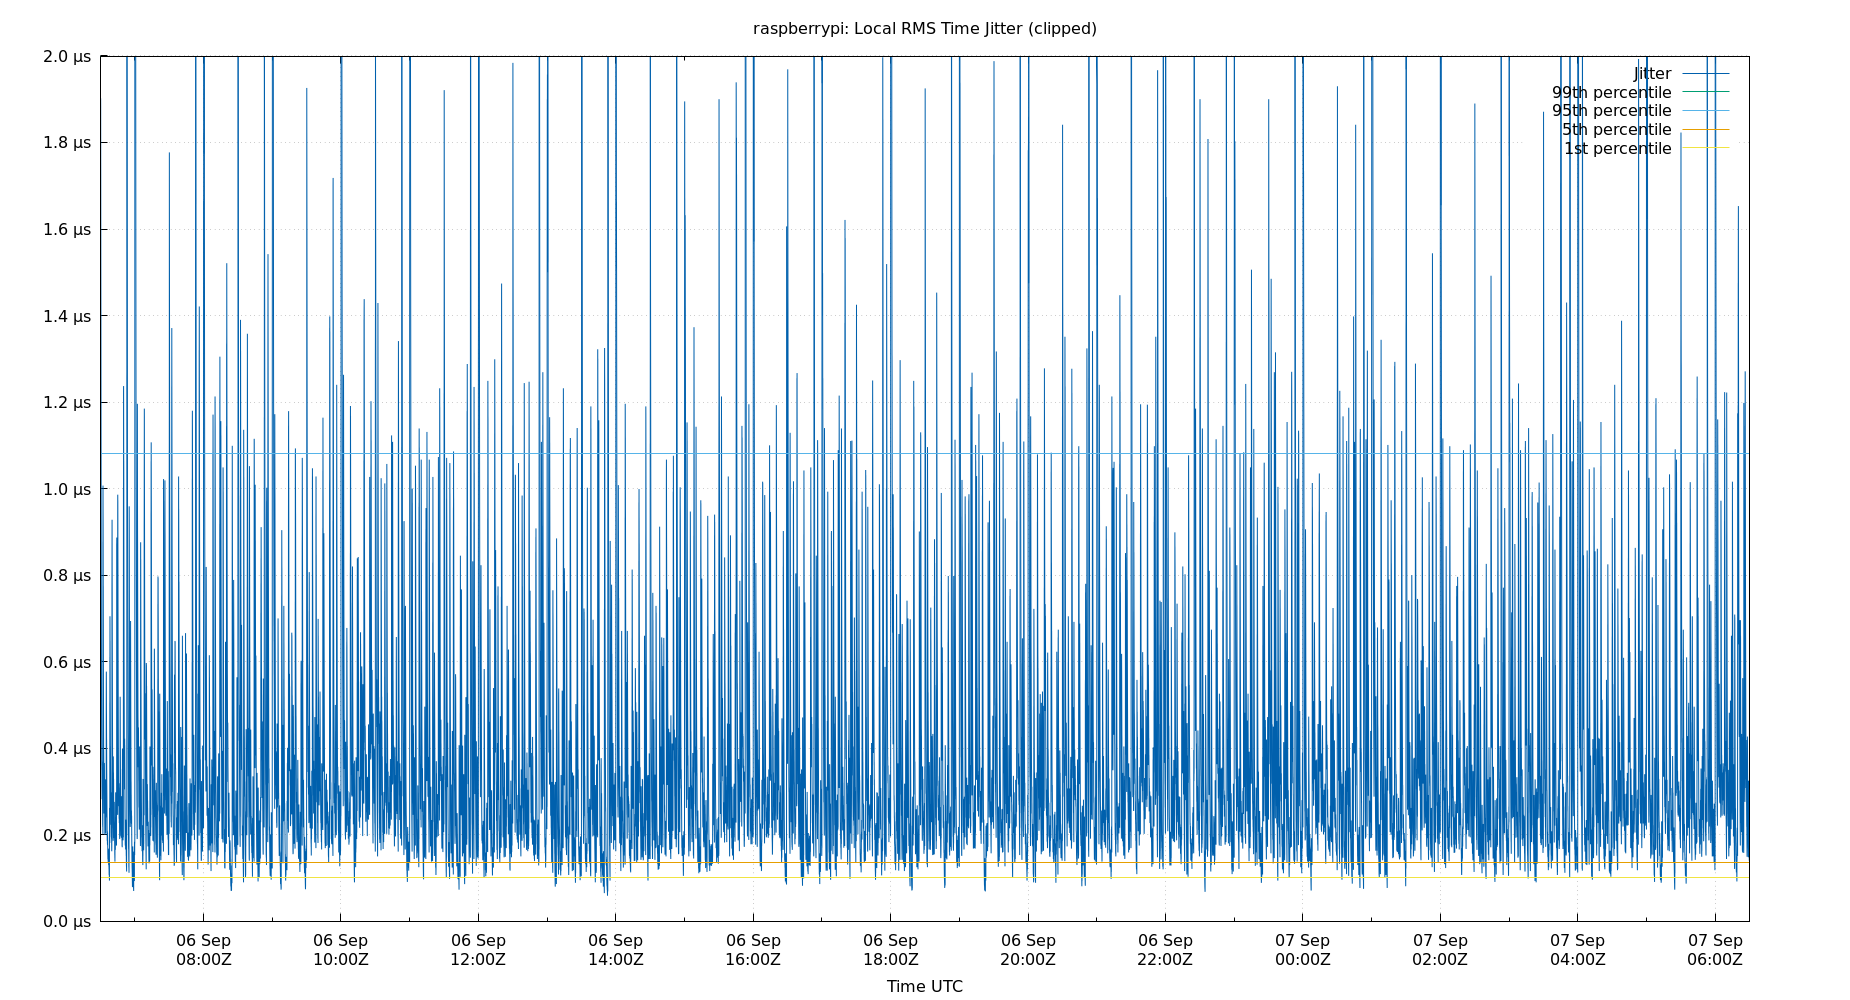 raspberrypi: Local RMS Time Jitter (clipped)
2.0 µs
1.8 µs
1.6 µs
1.4 µs
1.2 µs
1.0 µs
0.8 µs
0.6 µs
0.4 µs
0.2 µs
0.0 µs
Jitter
99th percentile
95th percentile
5th percentile
1st percentile
06 Sep 06 Sep 06 Sep 06 Sep 06 Sep 06 Sep 06 Sep 06 Sep 07 Sep 07 Sep 07 Sep 07 Sep
08:00Z 10:00Z 12:00Z 14:00Z 16:00Z 18:00Z 20:00Z 22:00Z 00:00Z 02:00Z 04:00Z 06:00Z
Time UTC